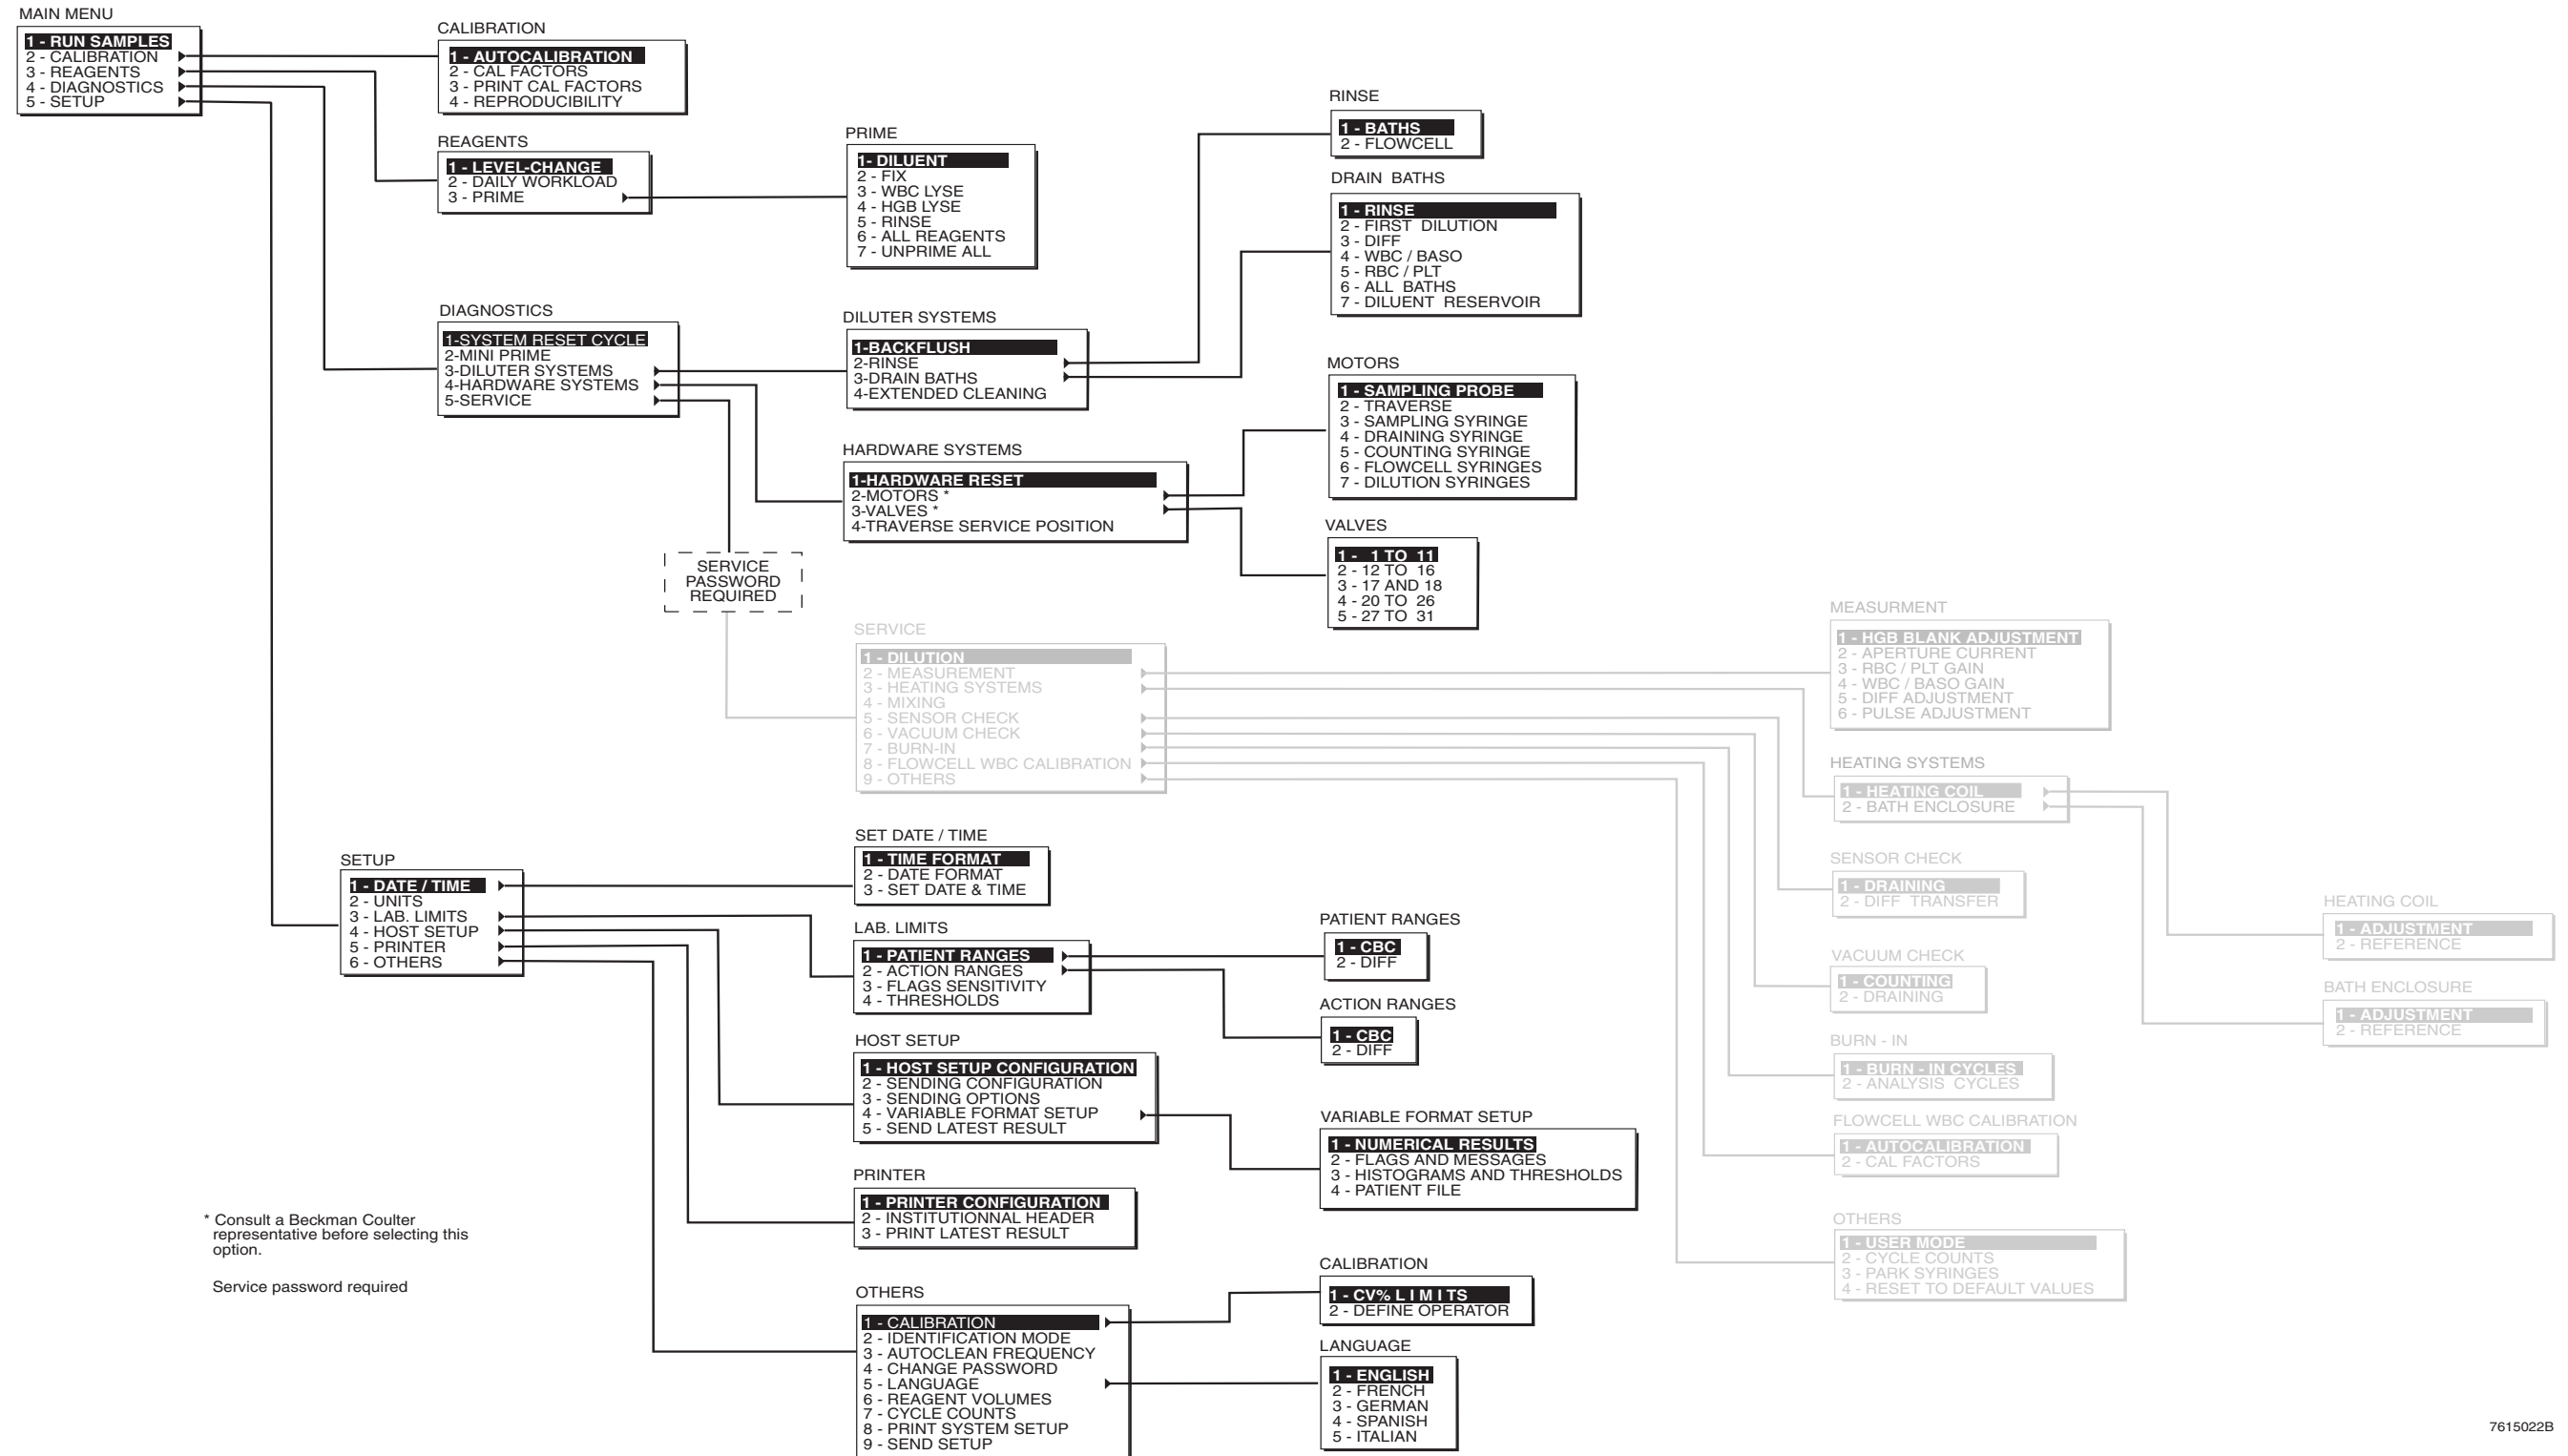 MAIN MENU
1 - RUN SAMPLES
2 - CALIBRATION
3 - REAGENTS
4 - DIAGNOSTICS
5 - SETUP
CALIBRATION
1 - AUTOCALIBRATION
2 - CAL FACTORS
3 - PRINT CAL FACTORS
4 - REPRODUCIBILITY
REAGENTS
1 - LEVEL-CHANGE
2 - DAILY WORKLOAD
3 - PRIME
PRIME
1- DILUENT
2 - FIX
3 - WBC LYSE
4 - HGB LYSE
5 - RINSE
6 - ALL REAGENTS
7 - UNPRIME ALL
RINSE
1 - BATHS
2 - FLOWCELL
DRAIN BATHS
1 - RINSE
2 - FIRST DILUTION
3 - DIFF
4 - WBC / BASO
5 - RBC / PLT
6 - ALL BATHS
7 - DILUENT RESERVOIR
DIAGNOSTICS
1-SYSTEM RESET CYCLE
2-MINI PRIME
3-DILUTER SYSTEMS
4-HARDWARE SYSTEMS
5-SERVICE
DILUTER SYSTEMS
1-BACKFLUSH
2-RINSE
3-DRAIN BATHS
4-EXTENDED CLEANING
MOTORS
1 - SAMPLING PROBE
2 - TRAVERSE
3 - SAMPLING SYRINGE
4 - DRAINING SYRINGE
5 - COUNTING SYRINGE
6 - FLOWCELL SYRINGES
7 - DILUTION SYRINGES
HARDWARE SYSTEMS
1-HARDWARE RESET
2-MOTORS *
3-VALVES *
4-TRAVERSE SERVICE POSITION
VALVES
1 - 1 TO 11
2 - 12 TO 16
3 - 17 AND 18
4 - 20 TO 26
5 - 27 TO 31
SERVICE
PASSWORD
REQUIRED
SERVICE
1 - DILUTION
2 - MEASUREMENT
3 - HEATING SYSTEMS
4 - MIXING
5 - SENSOR CHECK
6 - VACUUM CHECK
7 - BURN-IN
8 - FLOWCELL WBC CALIBRATION
9 - OTHERS
MEASURMENT
1 - HGB BLANK ADJUSTMENT
2 - APERTURE CURRENT
3 - RBC / PLT GAIN
4 - WBC / BASO GAIN
5 - DIFF ADJUSTMENT
6 - PULSE ADJUSTMENT
HEATING SYSTEMS
1 - HEATING COIL
2 - BATH ENCLOSURE
SENSOR CHECK
1 - DRAINING
2 - DIFF TRANSFER
HEATING COIL
1 - ADJUSTMENT
2 - REFERENCE
VACUUM CHECK
1 - COUNTING
2 - DRAINING
BATH ENCLOSURE
1 - ADJUSTMENT
2 - REFERENCE
BURN - IN
1 - BURN - IN CYCLES
2 - ANALYSIS CYCLES
FLOWCELL WBC CALIBRATION
1 - AUTOCALIBRATION
2 - CAL FACTORS
OTHERS
1 - USER MODE
2 - CYCLE COUNTS
3 - PARK SYRINGES
4 - RESET TO DEFAULT VALUES
SETUP
1 - DATE / TIME
2 - UNITS
3 - LAB. LIMITS
4 - HOST SETUP
5 - PRINTER
6 - OTHERS
SET DATE / TIME
1 - TIME FORMAT
2 - DATE FORMAT
3 - SET DATE & TIME
LAB. LIMITS
1 - PATIENT RANGES
2 - ACTION RANGES
3 - FLAGS SENSITIVITY
4 - THRESHOLDS
PATIENT RANGES
1 - CBC
2 - DIFF
ACTION RANGES
1 - CBC
2 - DIFF
HOST SETUP
1 - HOST SETUP CONFIGURATION
2 - SENDING CONFIGURATION
3 - SENDING OPTIONS
4 - VARIABLE FORMAT SETUP
5 - SEND LATEST RESULT
VARIABLE FORMAT SETUP
1 - NUMERICAL RESULTS
2 - FLAGS AND MESSAGES
3 - HISTOGRAMS AND THRESHOLDS
4 - PATIENT FILE
PRINTER
1 - PRINTER CONFIGURATION
2 - INSTITUTIONNAL HEADER
3 - PRINT LATEST RESULT
OTHERS
1 - CALIBRATION
2 - IDENTIFICATION MODE
3 - AUTOCLEAN FREQUENCY
4 - CHANGE PASSWORD
5 - LANGUAGE
6 - REAGENT VOLUMES
7 - CYCLE COUNTS
8 - PRINT SYSTEM SETUP
9 - SEND SETUP
CALIBRATION
1 - CV% L I M I TS
2 - DEFINE OPERATOR
LANGUAGE
1 - ENGLISH
2 - FRENCH
3 - GERMAN
4 - SPANISH
5 - ITALIAN
* Consult a Beckman Coulter
representative before selecting this
option.
Service password required
7615022B